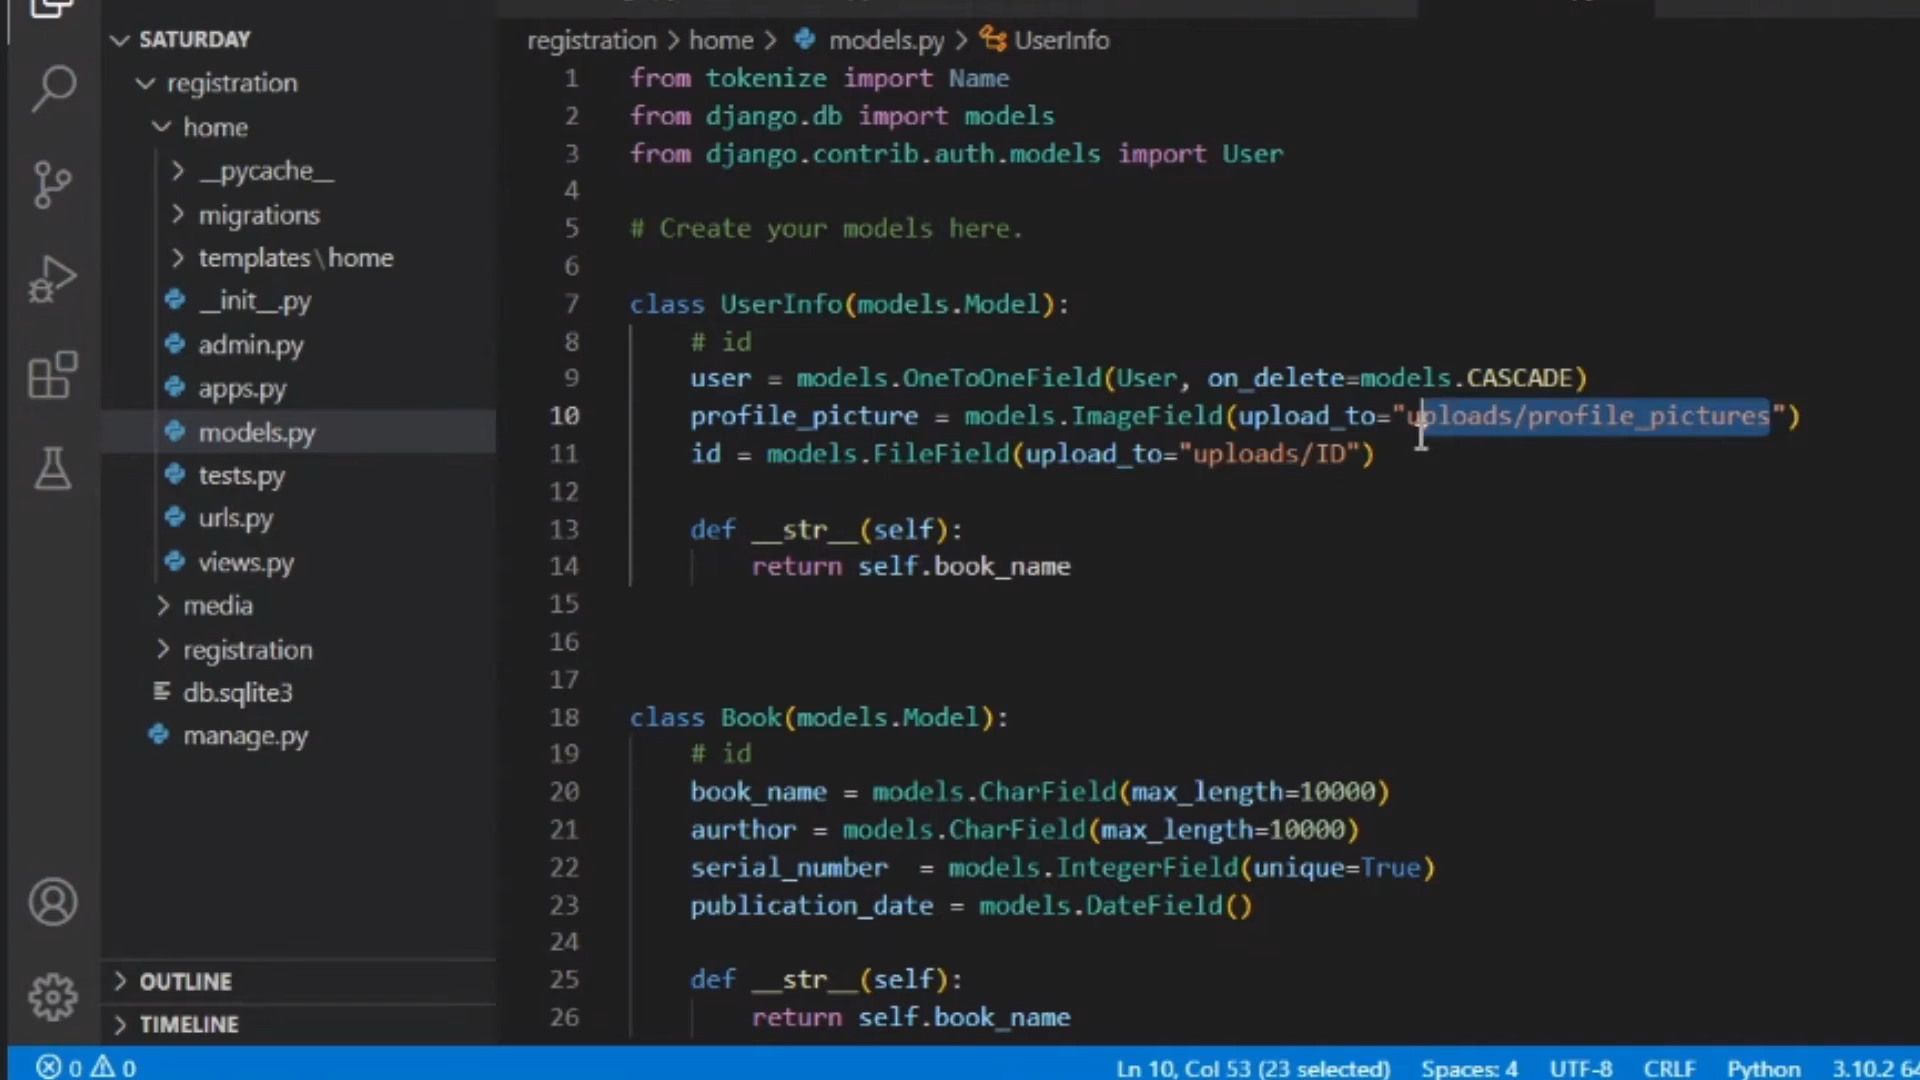 SATURDAY
registration
home
__pycache__
migrations
templates\home
__init__.py
admin.py
apps.py
models.py
tests.py
urls.py
views.py
media
registration
db.sqlite3
manage.py
OUTLINE
TIMELINE
registration > home > models.py > UserInfo
1 from tokenize import Name
2 from django.db import models
3 from django.contrib.auth.models import User
4
5 # Create your models here.
6
7 class UserInfo(models.Model):
8 # id
9 user = models.OneToOneField(User, on_delete=models.CASCADE)
10 profile_picture = models.ImageField(upload_to="uploads/profile_pictures")
11 id = models.FileField(upload_to="uploads/ID")
12
13 def __str__(self):
14 return self.book_name
15
16
17
18 class Book(models.Model):
19 # id
20 book_name = models.CharField(max_length=10000)
21 aurthor = models.CharField(max_length=10000)
22 serial_number  = models.IntegerField(unique=True)
23 publication_date = models.DateField()
24
25 def __str__(self):
26 return self.book_name
0 0 Ln 10, Col 53 (23 selected) Spaces: 4 UTF-8 CRLF Python 3.10.2 64